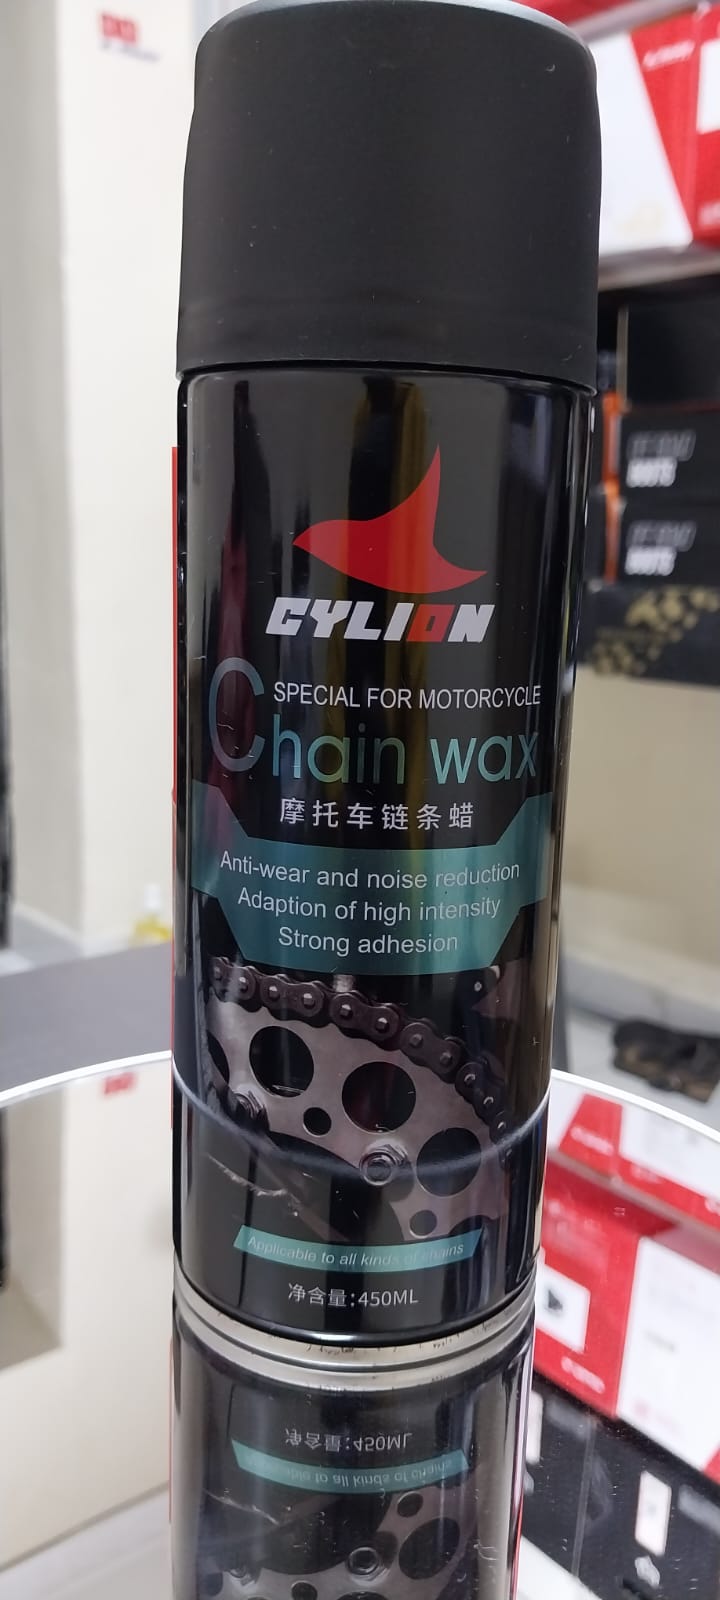 CYLION
SPECIAL FOR MOTORCYCLE
Chain wax
摩托车链条蜡
Anti-wear and noise reduction
Adaption of high intensity
Strong adhesion
Applicable to all kinds of chains
净含量:450ML